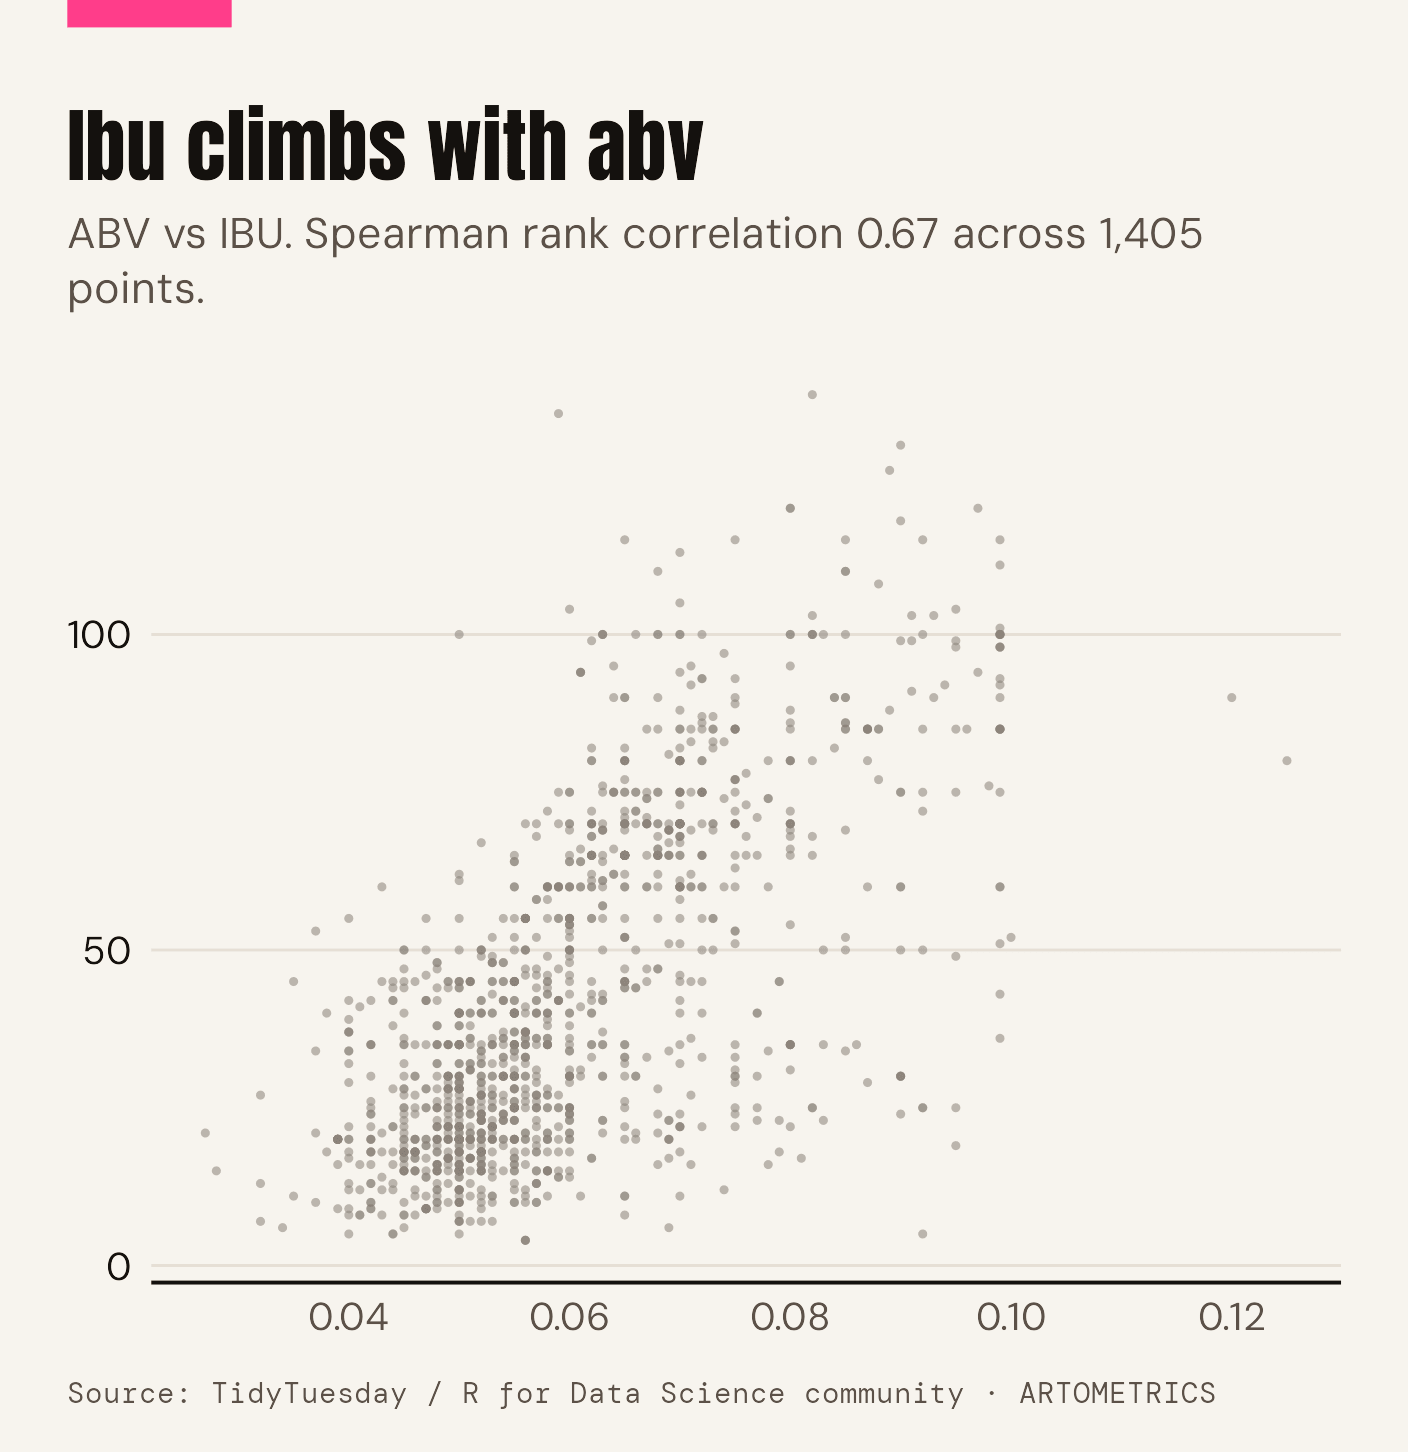 Ibu climbs with abv
ABV vs IBU. Spearman rank correlation 0.67 across 1,405
points.
100
50
0
0.04 0.06 0.08 0.10 0.12
Source: TidyTuesday / R for Data Science community · ARTOMETRICS